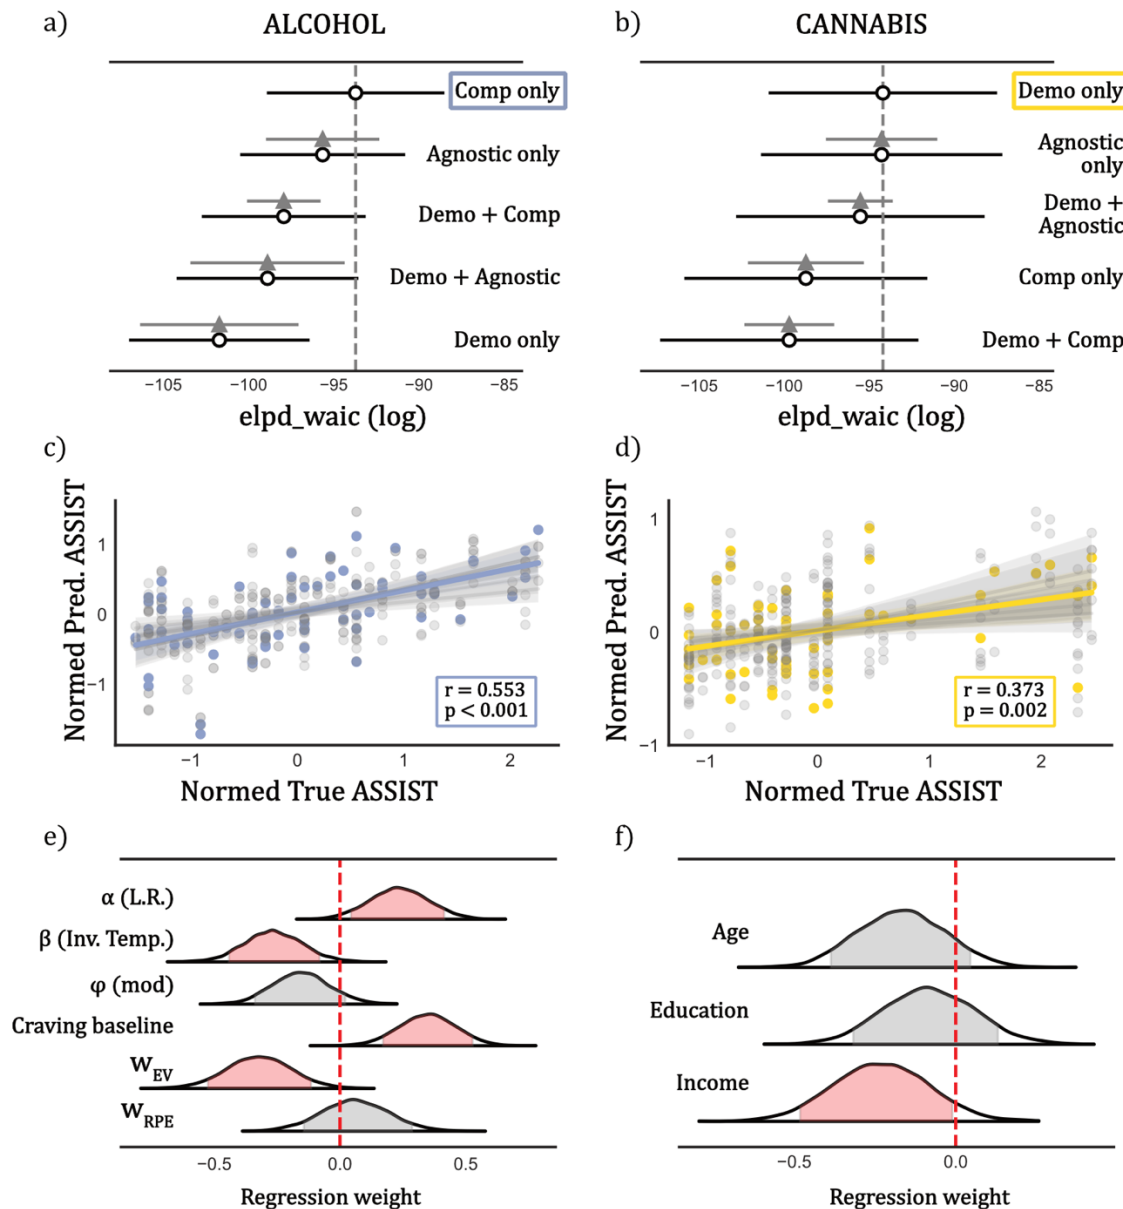 a)
ALCOHOL
Comp only
Agnostic only
Demo + Comp
Demo + Agnostic
Demo only
−105
−100
−95
−90
−85
elpd_waic (log)
b)
CANNABIS
Demo only
Agnostic
only
Demo +
Agnostic
Comp only
Demo + Comp
−105
−100
−95
−90
−85
elpd_waic (log)
c)
Normed Pred. ASSIST
1
0
−1
r = 0.553
p < 0.001
−1
0
1
2
Normed True ASSIST
d)
Normed Pred. ASSIST
1
0
−1
r = 0.373
p = 0.002
−1
0
1
2
Normed True ASSIST
e)
α (L.R.)
β (Inv. Temp.)
φ (mod)
Craving baseline
W_EV
W_RPE
−0.5
0.0
0.5
Regression weight
f)
Age
Education
Income
−0.5
0.0
Regression weight